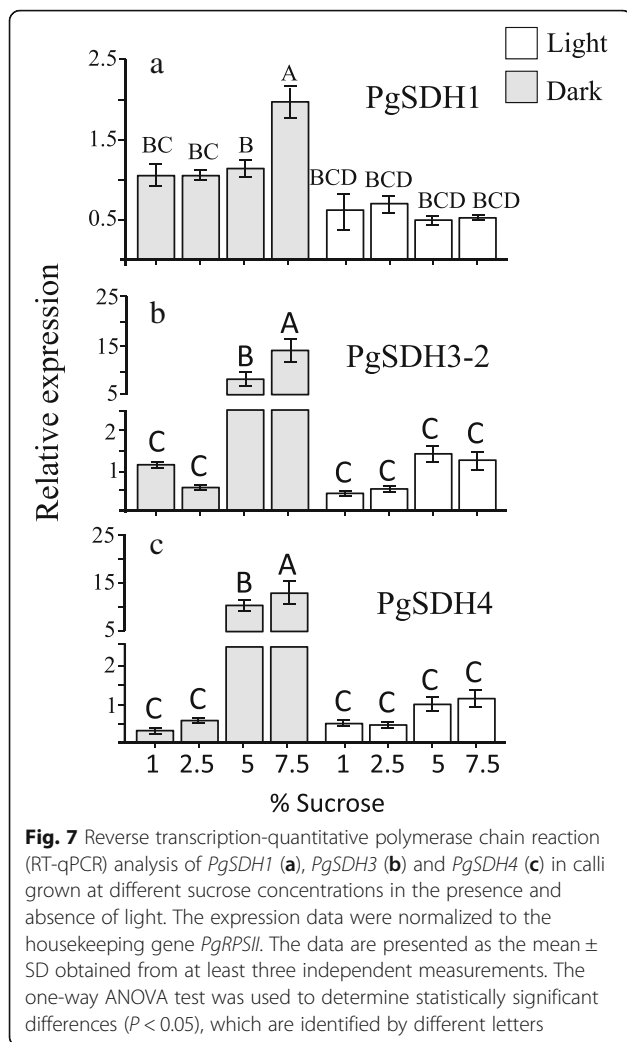 Light
Dark
a
PgSDH1
2.5
1.5
0.5
BC BC B A BCD BCD BCD BCD
Relative expression
b
PgSDH3-2
25
15
5
2
1
C C B A C C C C
c
PgSDH4
25
15
5
2
1
C C B A C C C C
1 2.5 5 7.5 1 2.5 5 7.5
% Sucrose
Fig. 7 Reverse transcription-quantitative polymerase chain reaction
(RT-qPCR) analysis of PgSDH1 (a), PgSDH3 (b) and PgSDH4 (c) in calli
grown at different sucrose concentrations in the presence and
absence of light. The expression data were normalized to the
housekeeping gene PgRPSII. The data are presented as the mean ±
SD obtained from at least three independent measurements. The
one-way ANOVA test was used to determine statistically significant
differences (P < 0.05), which are identified by different letters